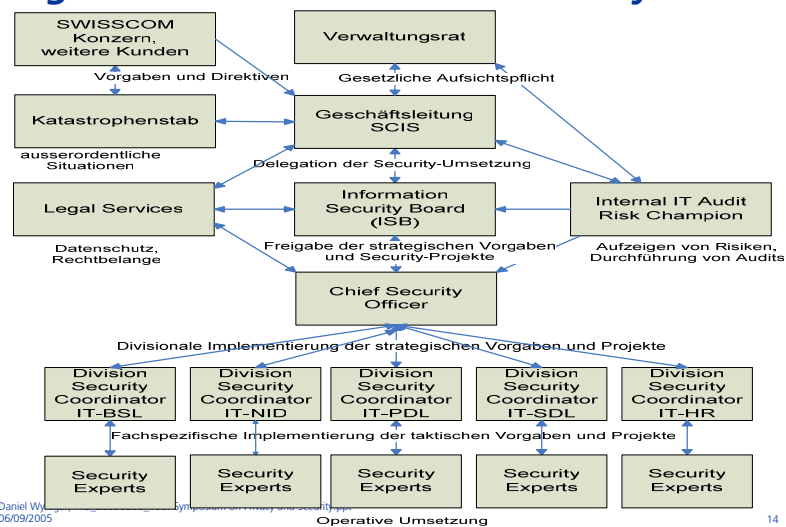 SWISSCOM
Konzern,
weitere Kunden
Verwaltungsrat
Vorgaben und Direktiven
Gesetzliche Aufsichtspflicht
Katastrophenstab
Geschäftsleitung
SCIS
ausserordentliche
Situationen
Delegation der Security-Umsetzung
Legal Services
Information
Security Board
(ISB)
Internal IT Audit
Risk Champion
Datenschutz,
Rechtbelange
Freigabe der strategischen Vorgaben
und Security-Projekte
Aufzeigen von Risiken,
Durchführung von Audits
Chief Security
Officer
Divisionale Implementierung der strategischen Vorgaben und Projekte
Division
Security
Coordinator
IT-BSL
Division
Security
Coordinator
IT-NID
Division
Security
Coordinator
IT-PDL
Division
Security
Coordinator
IT-SDL
Division
Security
Coordinator
IT-HR
Fachspezifische Implementierung der taktischen Vorgaben und Projekte
Security
Experts
Security
Experts
Security
Experts
Security
Experts
Security
Experts
Daniel
06/09/2005
Operative Umsetzung
14